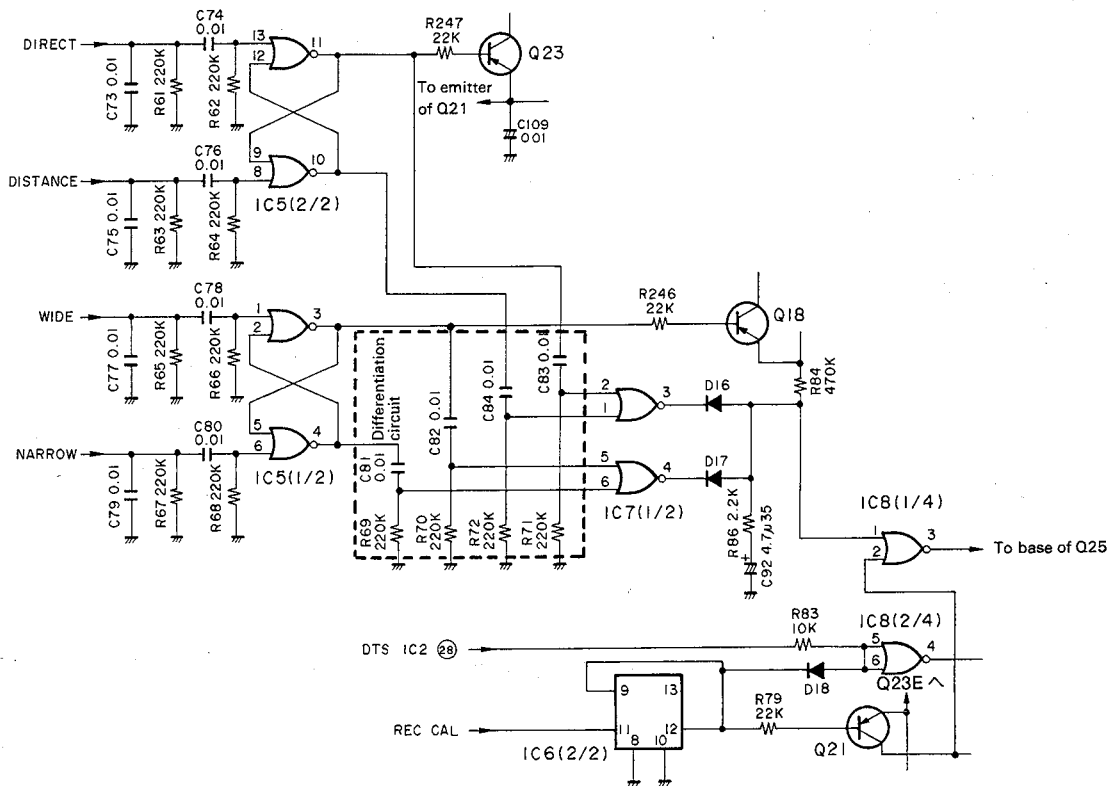 DIRECT
C73 0.01
R61 220K
C74
0.01
R62 220K
13
12
11
R247
22K
Q23
To emitter
of Q21
C109
0.01
DISTANCE
C75 0.01
R63 220K
C76
0.01
R64 220K
9
8
10
IC5(2/2)
WIDE
C77 0.01
R65 220K
C78
0.01
R66 220K
1
2
3
R246
22K
Q18
R84
470K
NARROW
C79 0.01
R67 220K
C80
0.01
R68 220K
5
6
4
IC5(1/2)
Differentiation
circuit
C81
0.01
C82 0.01
C84 0.01
C83 0.01
R69
220K
R70
220K
R72
220K
R71
220K
2
1
3
D16
5
6
4
D17
IC7(1/2)
R86 2.2K
+
C92 4.7μ35
IC8(1/4)
1
2
3
To base of Q25
DTS IC2 28
R83
10K
IC8(2/4)
5
6
4
D18
Q23E へ
REC CAL
9
13
11
12
8
10
IC6(2/2)
R79
22K
Q21